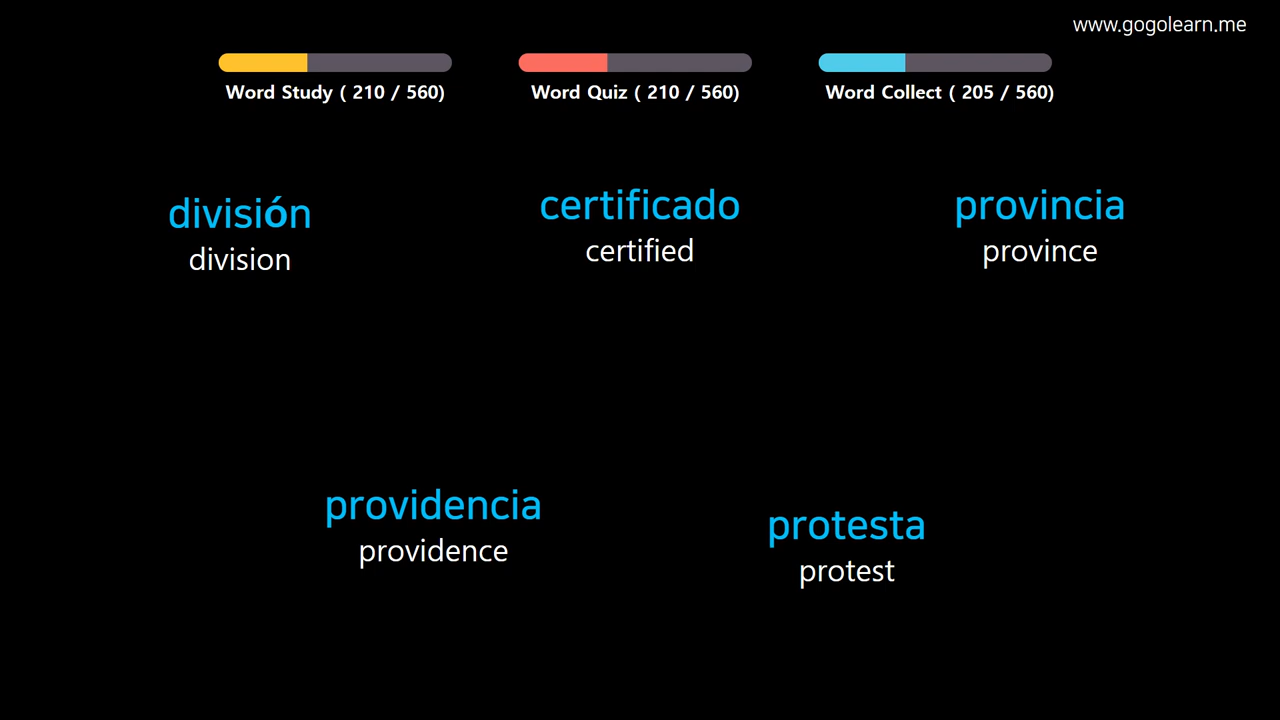 www.gogolearn.me
Word Study ( 210 / 560)
Word Quiz ( 210 / 560)
Word Collect ( 205 / 560)
división
division
certificado
certified
provincia
province
providencia
providence
protesta
protest